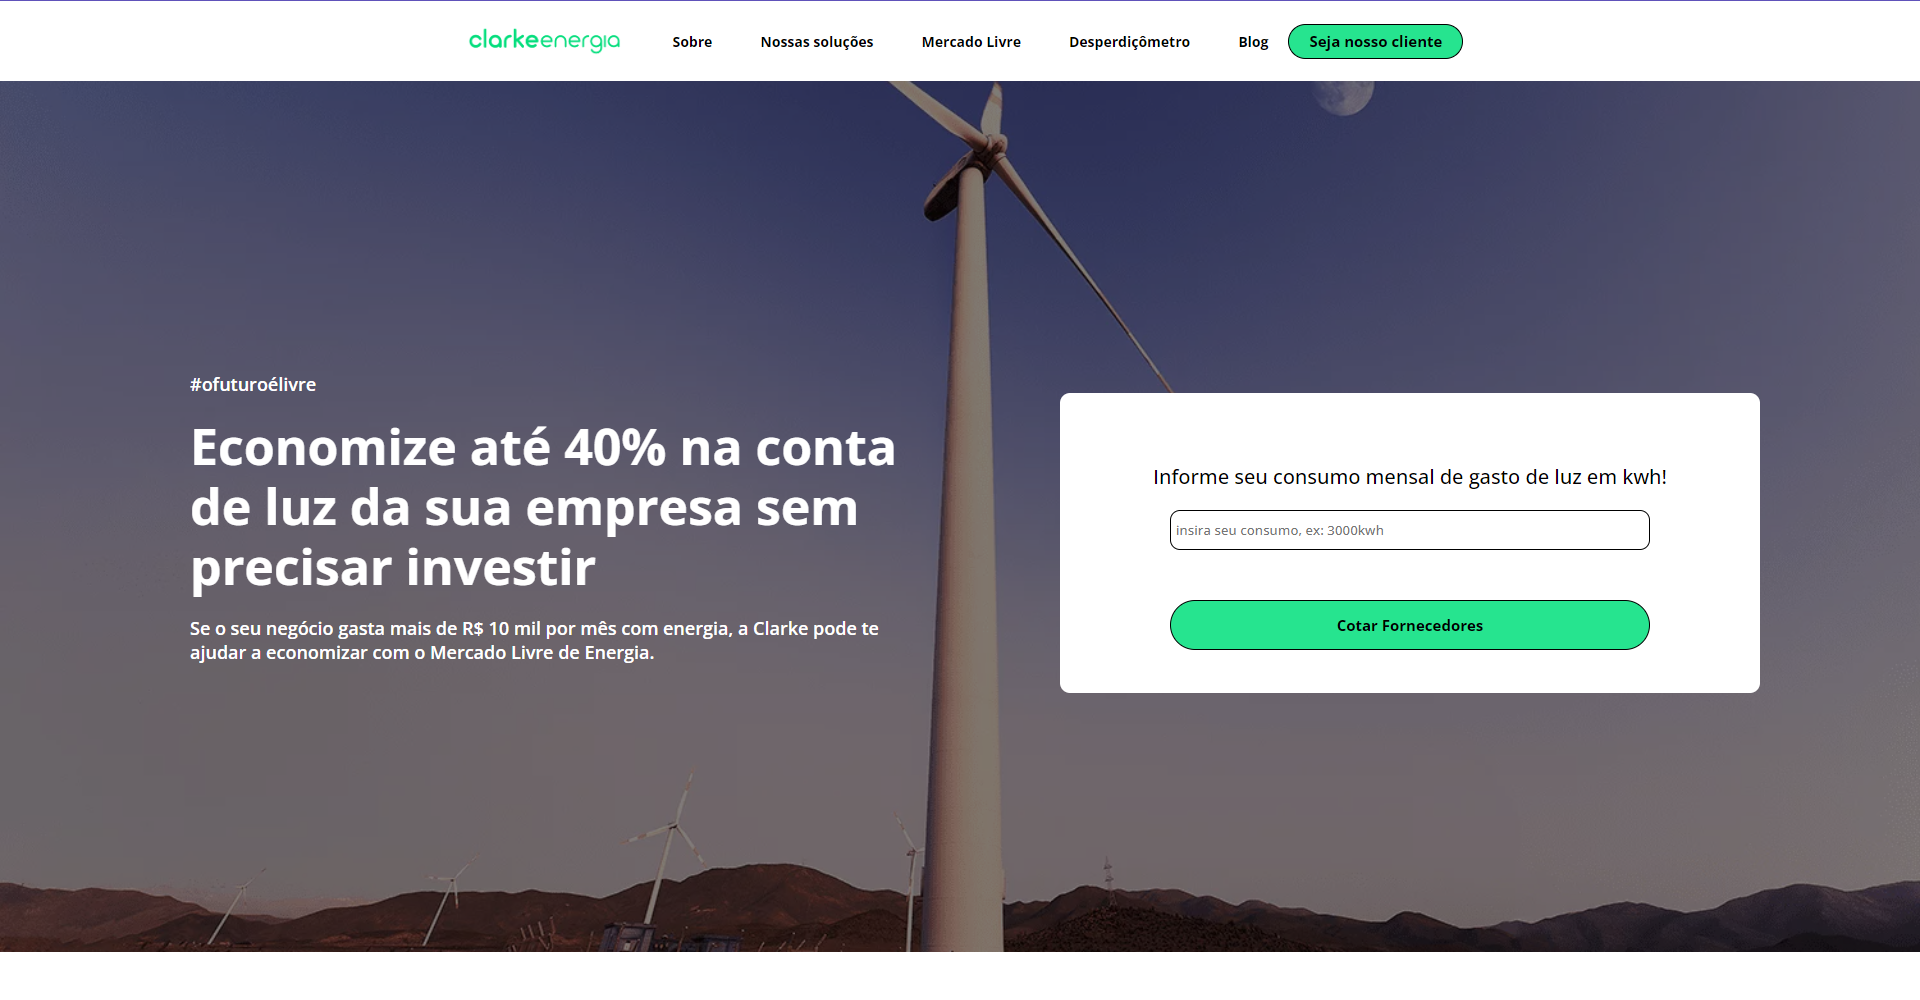 clarkeenergia
Sobre
Nossas soluções
Mercado Livre
Desperdiçômetro
Blog
Seja nosso cliente
#ofuturoélivre
Economize até 40% na conta
de luz da sua empresa sem
precisar investir
Se o seu negócio gasta mais de R$ 10 mil por mês com energia, a Clarke pode te
ajudar a economizar com o Mercado Livre de Energia.
Informe seu consumo mensal de gasto de luz em kwh!
insira seu consumo, ex: 3000kwh
Cotar Fornecedores